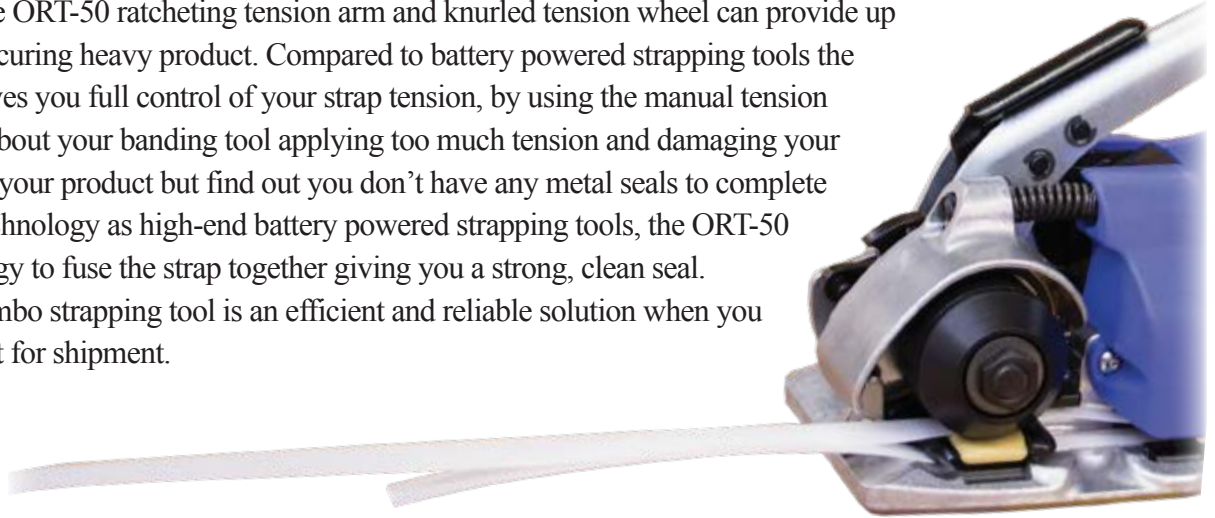 ORT-50 ratcheting tension arm and knurled tension wheel can provide up
curing heavy product. Compared to battery powered strapping tools the
ves you full control of your strap tension, by using the manual tension
bout your banding tool applying too much tension and damaging your
your product but find out you don’t have any metal seals to complete
chnology as high-end battery powered strapping tools, the ORT-50
gy to fuse the strap together giving you a strong, clean seal.
mbo strapping tool is an efficient and reliable solution when you
t for shipment.